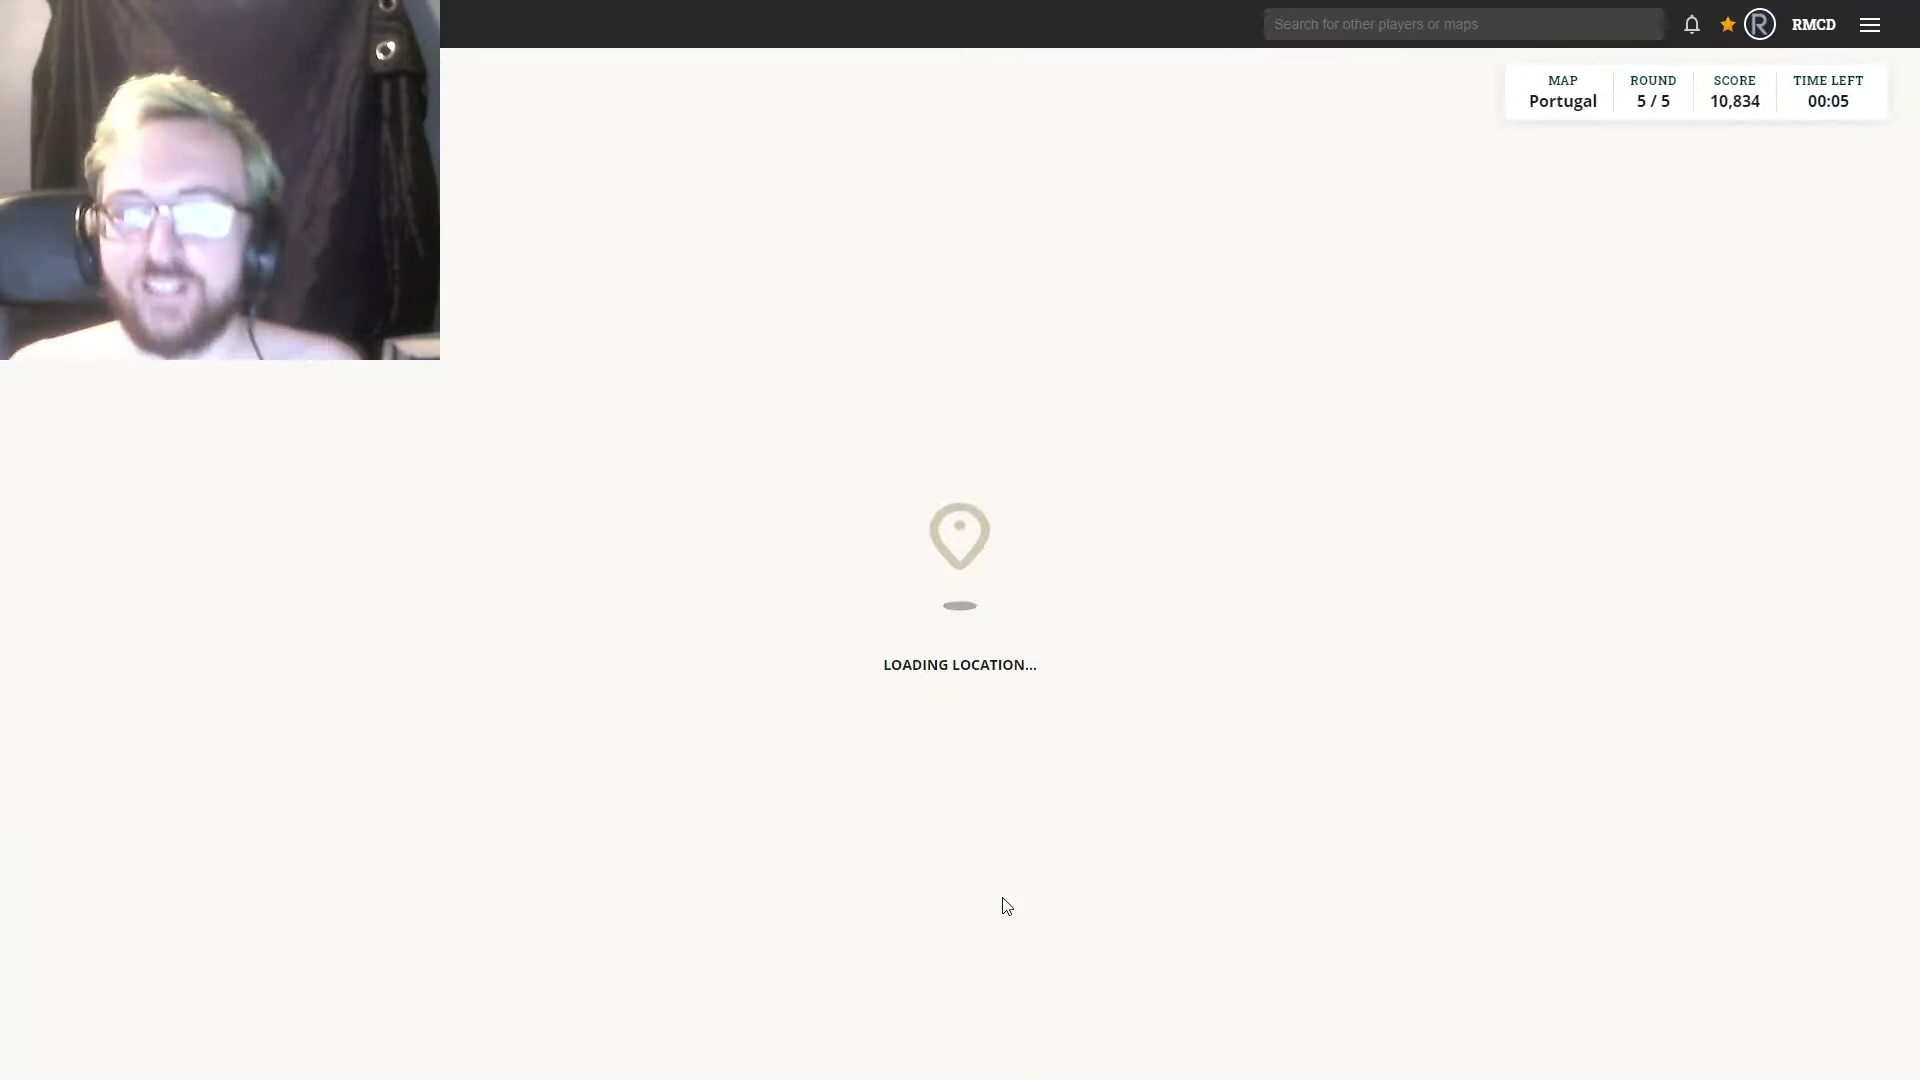 Search for other players or maps
R RMCD
MAP ROUND SCORE TIME LEFT
Portugal 5 / 5 10,834 00:05
LOADING LOCATION...